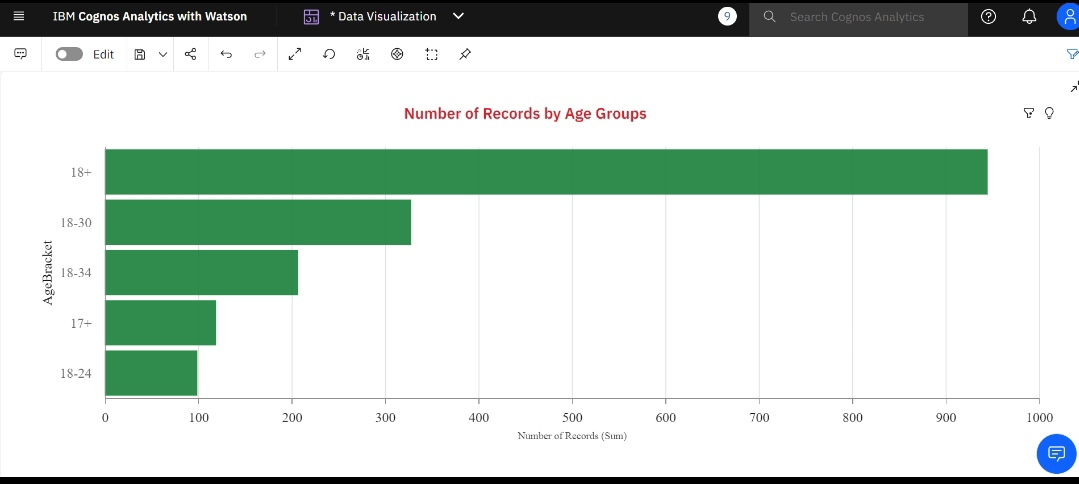 IBM Cognos Analytics with Watson
* Data Visualization
9
Search Cognos Analytics
Edit
Number of Records by Age Groups
AgeBracket
18+
18-30
18-34
17+
18-24
0 100 200 300 400 500 600 700 800 900 1000
Number of Records (Sum)